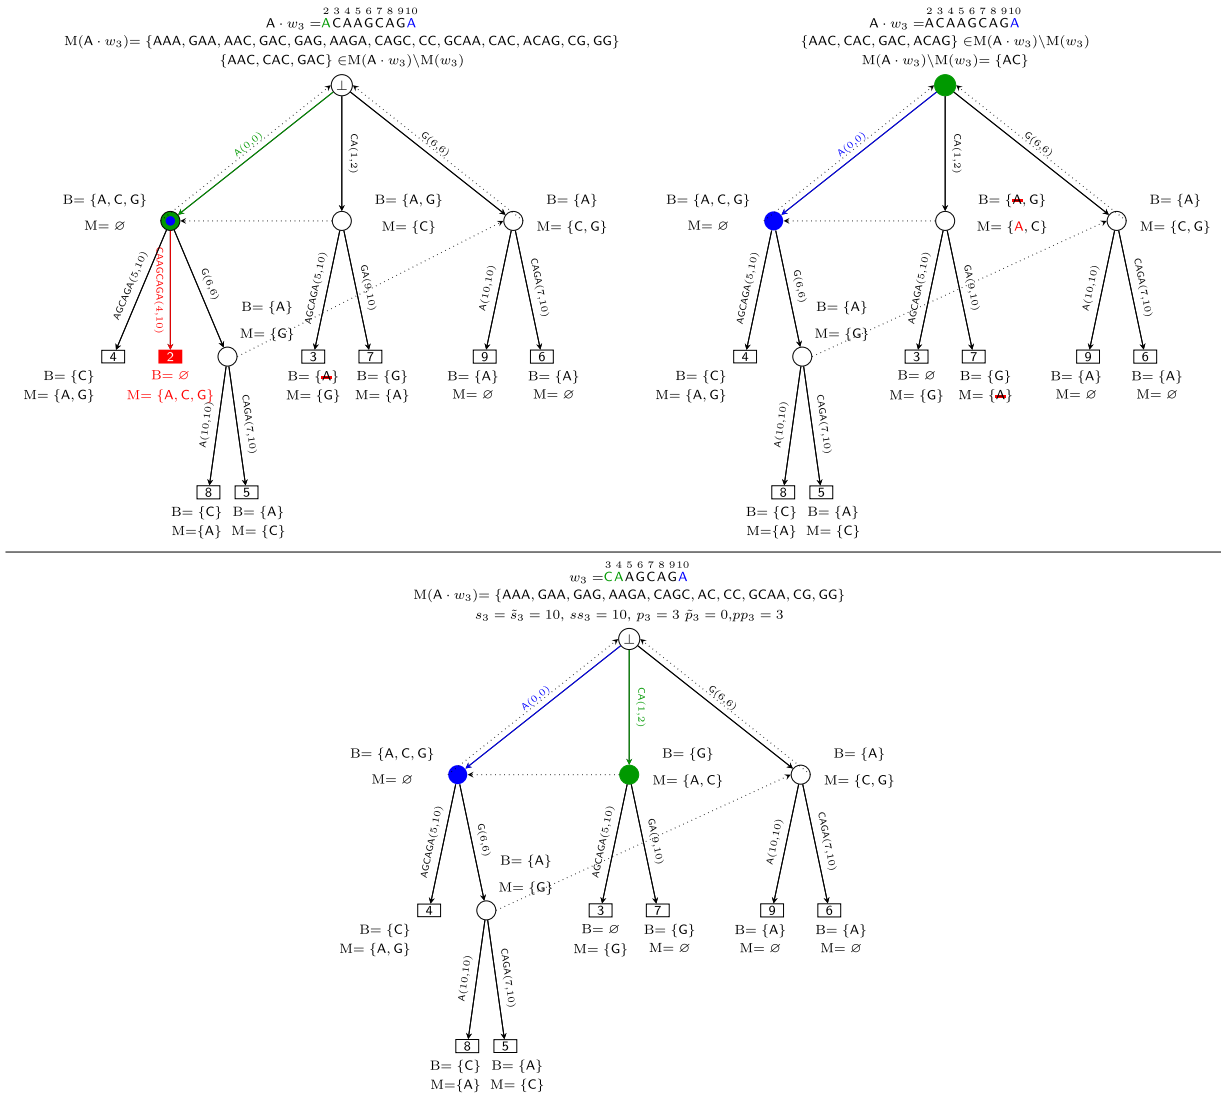 2 3 4 5 6 7 8 9 10
A · w₃ =ACAAGCAGA
M(A · w₃)= {AAA, GAA, AAC, GAC, GAG, AAGA, CAGC, CC, GCAA, CAC, ACAG, CG, GG}
{AAC, CAC, GAC} ∈M(A · w₃)\M(w₃)
⊥
A(0,0)
CA(1,2)
G(6,6)
B= {A, C, G}
M= ∅
B= {A, G}
M= {C}
B= {A}
M= {C, G}
AGCAGA(5,10)
CAAGCAGA(4,10)
G(6,6)
AGCAGA(5,10)
GA(9,10)
A(10,10)
CAGA(7,10)
B= {A}
M= {G}
4
2
3
7
9
6
B= {C}
M= {A, G}
B= ∅
M= {A, C, G}
B= {A}
M= {G}
B= {G}
M= {A}
B= {A}
M= ∅
B= {A}
M= ∅
A(10,10)
CAGA(7,10)
8
5
B= {C}
M={A}
B= {A}
M= {C}
2 3 4 5 6 7 8 9 10
A · w₃ =ACAAGCAGA
{AAC, CAC, GAC, ACAG} ∈M(A · w₃)\M(w₃)
M(A · w₃)\M(w₃)= {AC}
A(0,0)
CA(1,2)
G(6,6)
B= {A, C, G}
M= ∅
B= {A, G}
M= {A, C}
B= {A}
M= {C, G}
AGCAGA(5,10)
G(6,6)
AGCAGA(5,10)
GA(9,10)
A(10,10)
CAGA(7,10)
B= {A}
M= {G}
4
3
7
9
6
B= {C}
M= {A, G}
B= ∅
M= {G}
B= {G}
M= {A}
B= {A}
M= ∅
B= {A}
M= ∅
A(10,10)
CAGA(7,10)
8
5
B= {C}
M={A}
B= {A}
M= {C}
3 4 5 6 7 8 9 10
w₃ =CAAGCAGA
M(A · w₃)= {AAA, GAA, GAG, AAGA, CAGC, AC, CC, GCAA, CG, GG}
s₃ = s̃₃ = 10, ss₃ = 10, p₃ = 3 p̃₃ = 0,pp₃ = 3
⊥
A(0,0)
CA(1,2)
G(6,6)
B= {A, C, G}
M= ∅
B= {G}
M= {A, C}
B= {A}
M= {C, G}
AGCAGA(5,10)
G(6,6)
AGCAGA(5,10)
GA(9,10)
A(10,10)
CAGA(7,10)
B= {A}
M= {G}
4
3
7
9
6
B= {C}
M= {A, G}
B= ∅
M= {G}
B= {G}
M= ∅
B= {A}
M= ∅
B= {A}
M= ∅
A(10,10)
CAGA(7,10)
8
5
B= {C}
M={A}
B= {A}
M= {C}